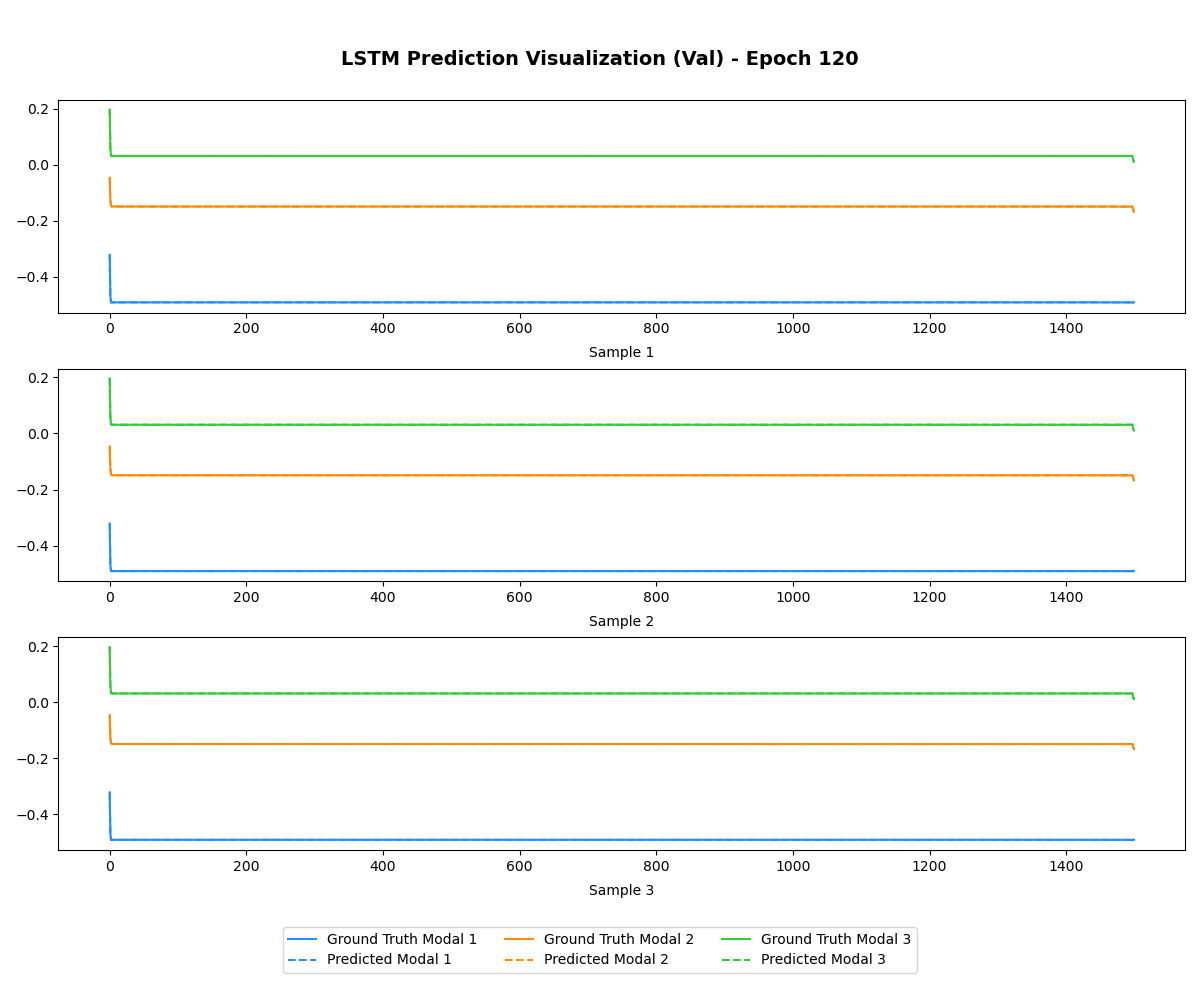 LSTM Prediction Visualization (Val) - Epoch 120
0.2
0.0
−0.2
−0.4
0 200 400 600 800 1000 1200 1400
Sample 1
0.2
0.0
−0.2
−0.4
0 200 400 600 800 1000 1200 1400
Sample 2
0.2
0.0
−0.2
−0.4
0 200 400 600 800 1000 1200 1400
Sample 3
Ground Truth Modal 1 Ground Truth Modal 2 Ground Truth Modal 3
Predicted Modal 1 Predicted Modal 2 Predicted Modal 3